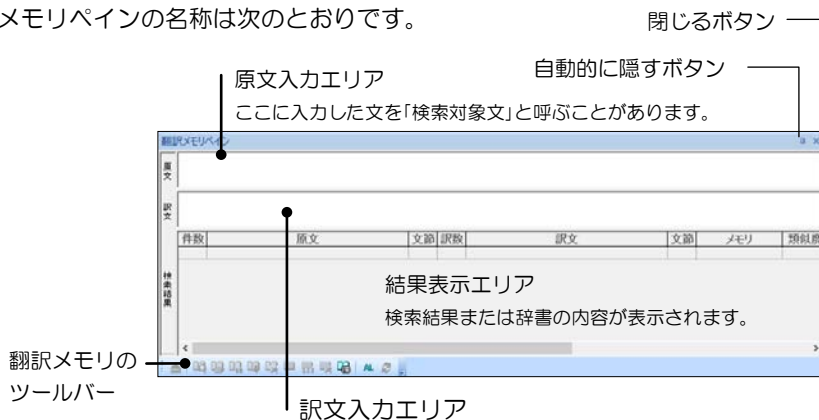 メモリペインの名称は次のとおりです。
閉じるボタン
自動的に隠すボタン
原文入力エリア
ここに入力した文を「検索対象文」と呼ぶことがあります。
翻訳メモリペイン
原文
訳文
件数 原文 文節 訳数 訳文 文節 メモリ 類似度
検索結果
結果表示エリア
検索結果または辞書の内容が表示されます。
翻訳メモリの
ツールバー
AL
訳文入力エリア